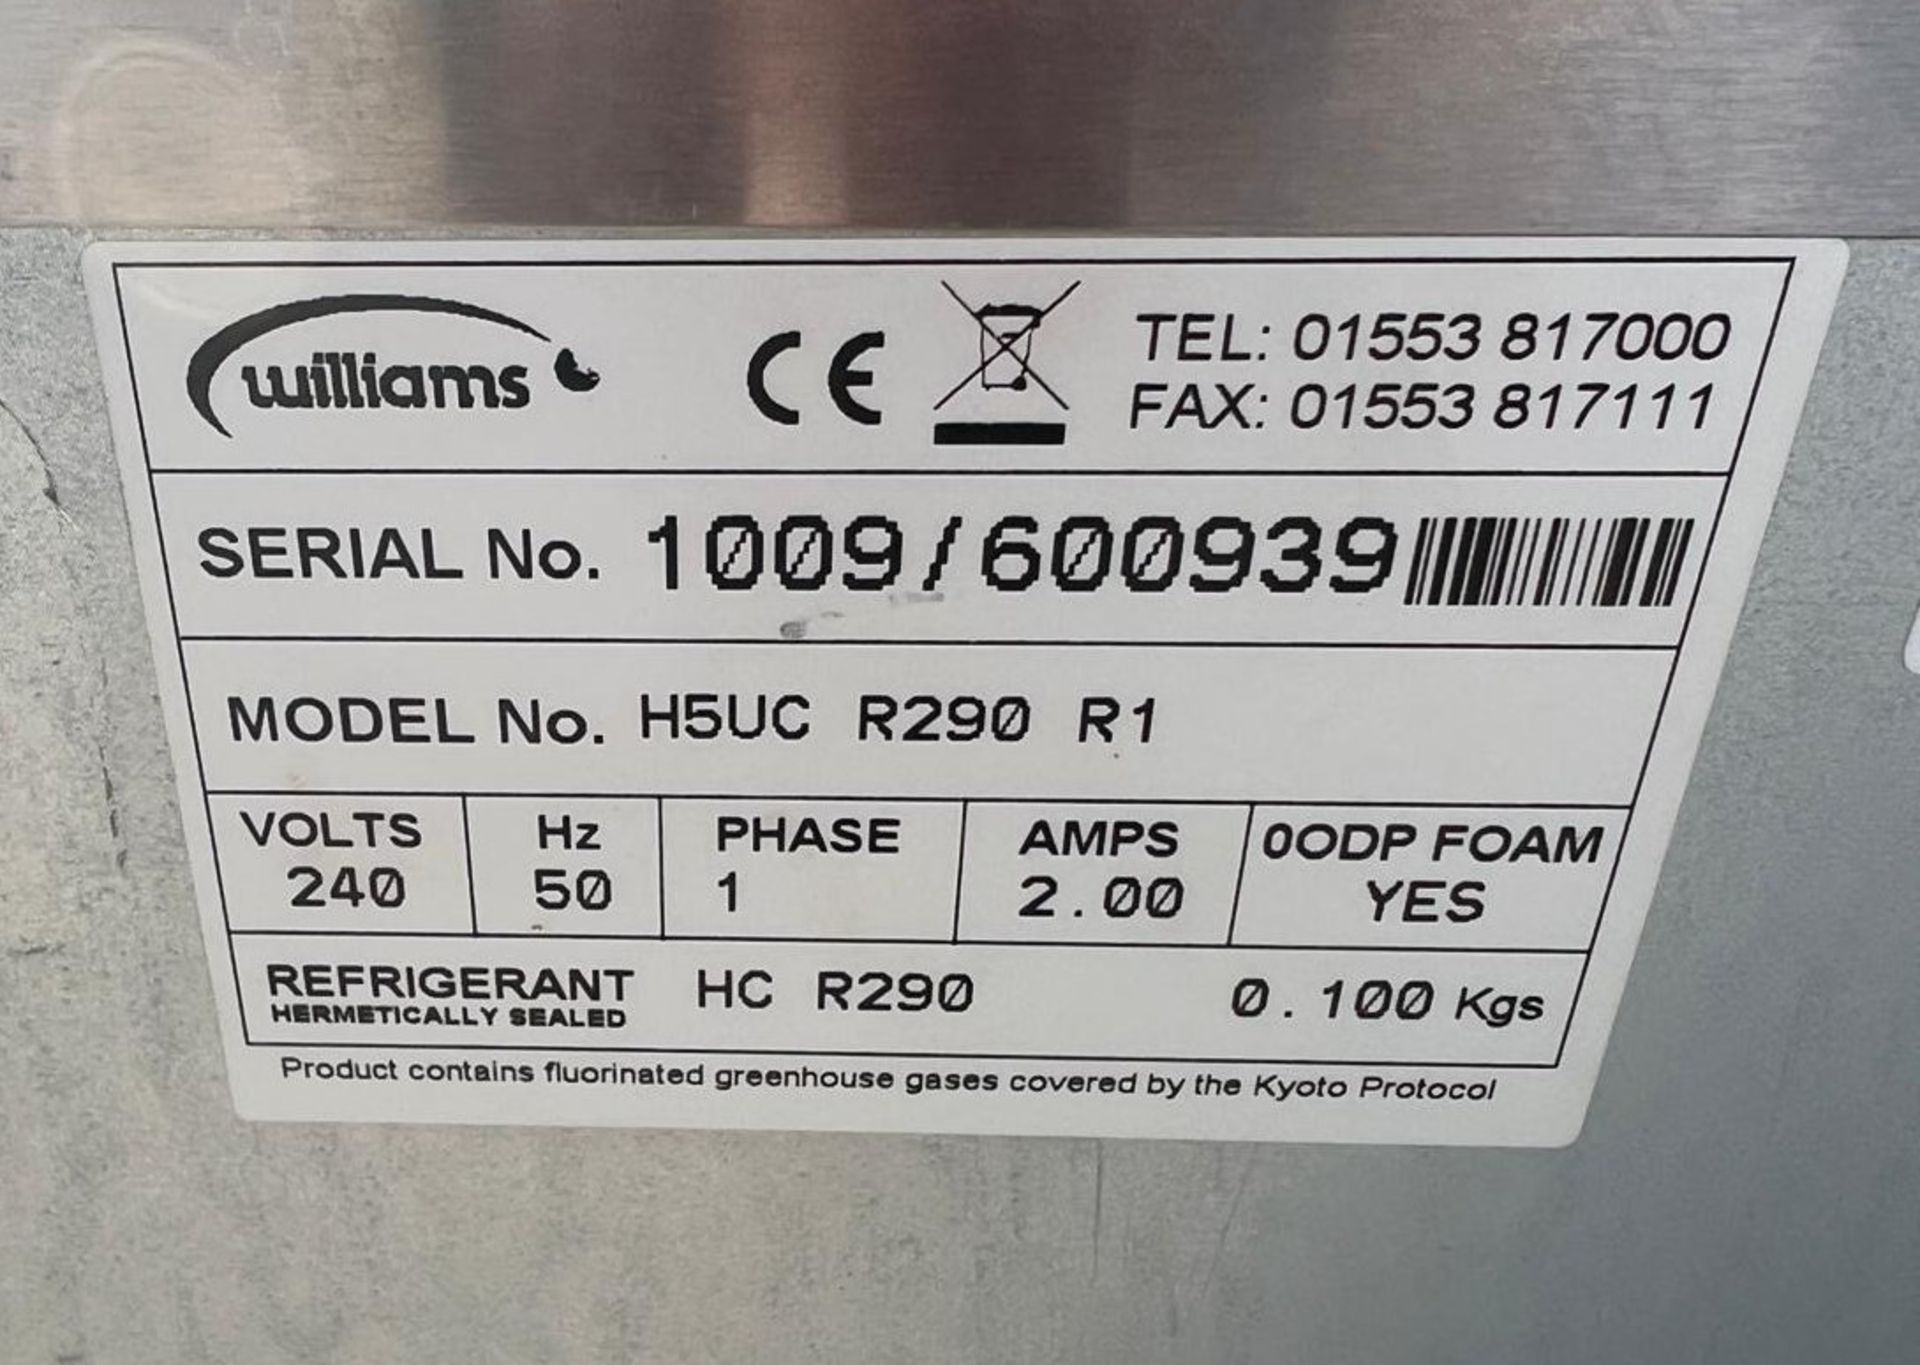 williams CE TEL: 01553 817000
FAX: 01553 817111
SERIAL No. 1009/600939
MODEL No. H5UC R290 R1
VOLTS Hz PHASE AMPS 0ODP FOAM
240 50 1 2.00 YES
REFRIGERANT HC R290 0.100 Kgs
HERMETICALLY SEALED
Product contains fluorinated greenhouse gases covered by the Kyoto Protocol